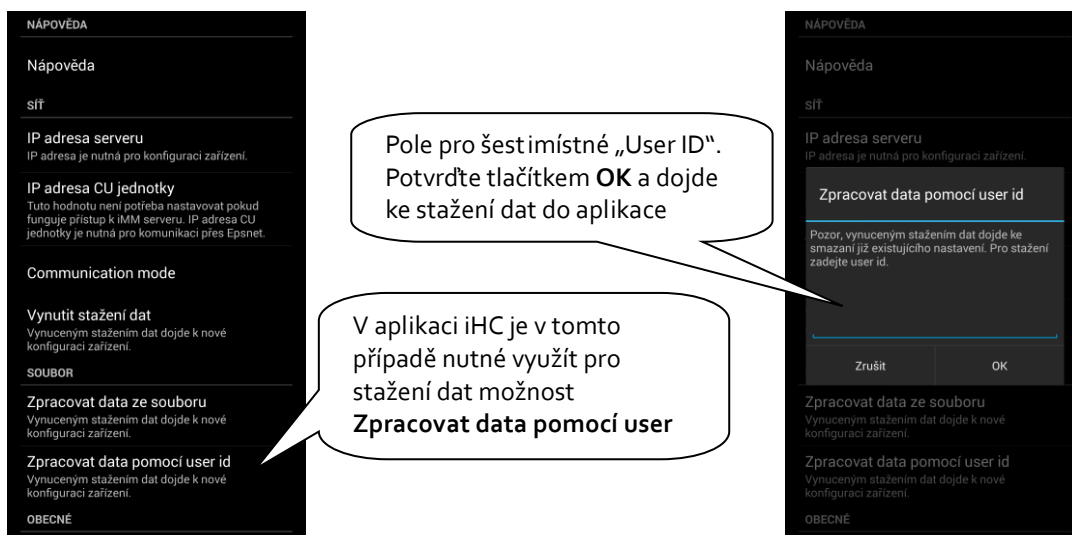 NÁPOVĚDA
Nápověda
SÍŤ
IP adresa serveru
IP adresa je nutná pro konfiguraci zařízení.
IP adresa CU jednotky
Tuto hodnotu není potřeba nastavovat pokud
funguje přístup k iMM serveru. IP adresa CU
jednotky je nutná pro komunikaci přes Epsnet.
Communication mode
Vynutit stažení dat
Vynuceným stažením dat dojde k nové
konfiguraci zařízení.
SOUBOR
Zpracovat data ze souboru
Vynuceným stažením dat dojde k nové
konfiguraci zařízení.
Zpracovat data pomocí user id
Vynuceným stažením dat dojde k nové
konfiguraci zařízení.
OBECNÉ
Pole pro šestimístné „User ID“.
Potvrďte tlačítkem OK a dojde
ke stažení dat do aplikace
V aplikaci iHC je v tomto
případě nutné využít pro
stažení dat možnost
Zpracovat data pomocí user
NÁPOVĚDA
Nápověda
SÍŤ
IP adresa serveru
IP adresa je nutná pro konfiguraci zařízení.
Zpracovat data pomocí user id
Pozor, vynuceným stažením dat dojde ke
smazaní již existujícího nastavení. Pro stažení
zadejte user id.
Zrušit OK
Zpracovat data ze souboru
Vynuceným stažením dat dojde k nové
konfiguraci zařízení.
Zpracovat data pomocí user id
Vynuceným stažením dat dojde k nové
konfiguraci zařízení.
OBECNÉ